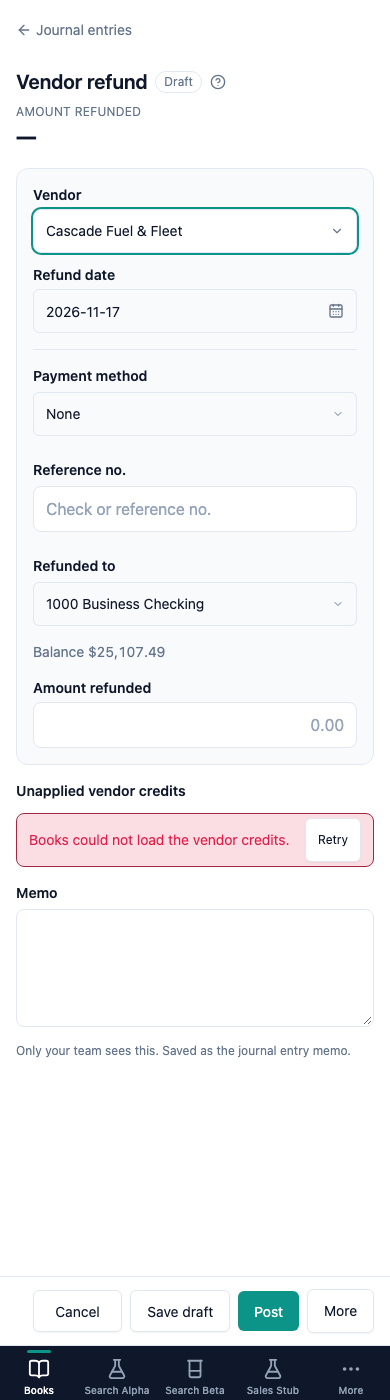 Journal entries
Vendor refund Draft
AMOUNT REFUNDED
—
Vendor
Cascade Fuel & Fleet
Refund date
2026-11-17
Payment method
None
Reference no.
Check or reference no.
Refunded to
1000 Business Checking
Balance $25,107.49
Amount refunded
0.00
Unapplied vendor credits
Books could not load the vendor credits. Retry
Memo
Only your team sees this. Saved as the journal entry memo.
Cancel Save draft Post More
Books Search Alpha Search Beta Sales Stub More